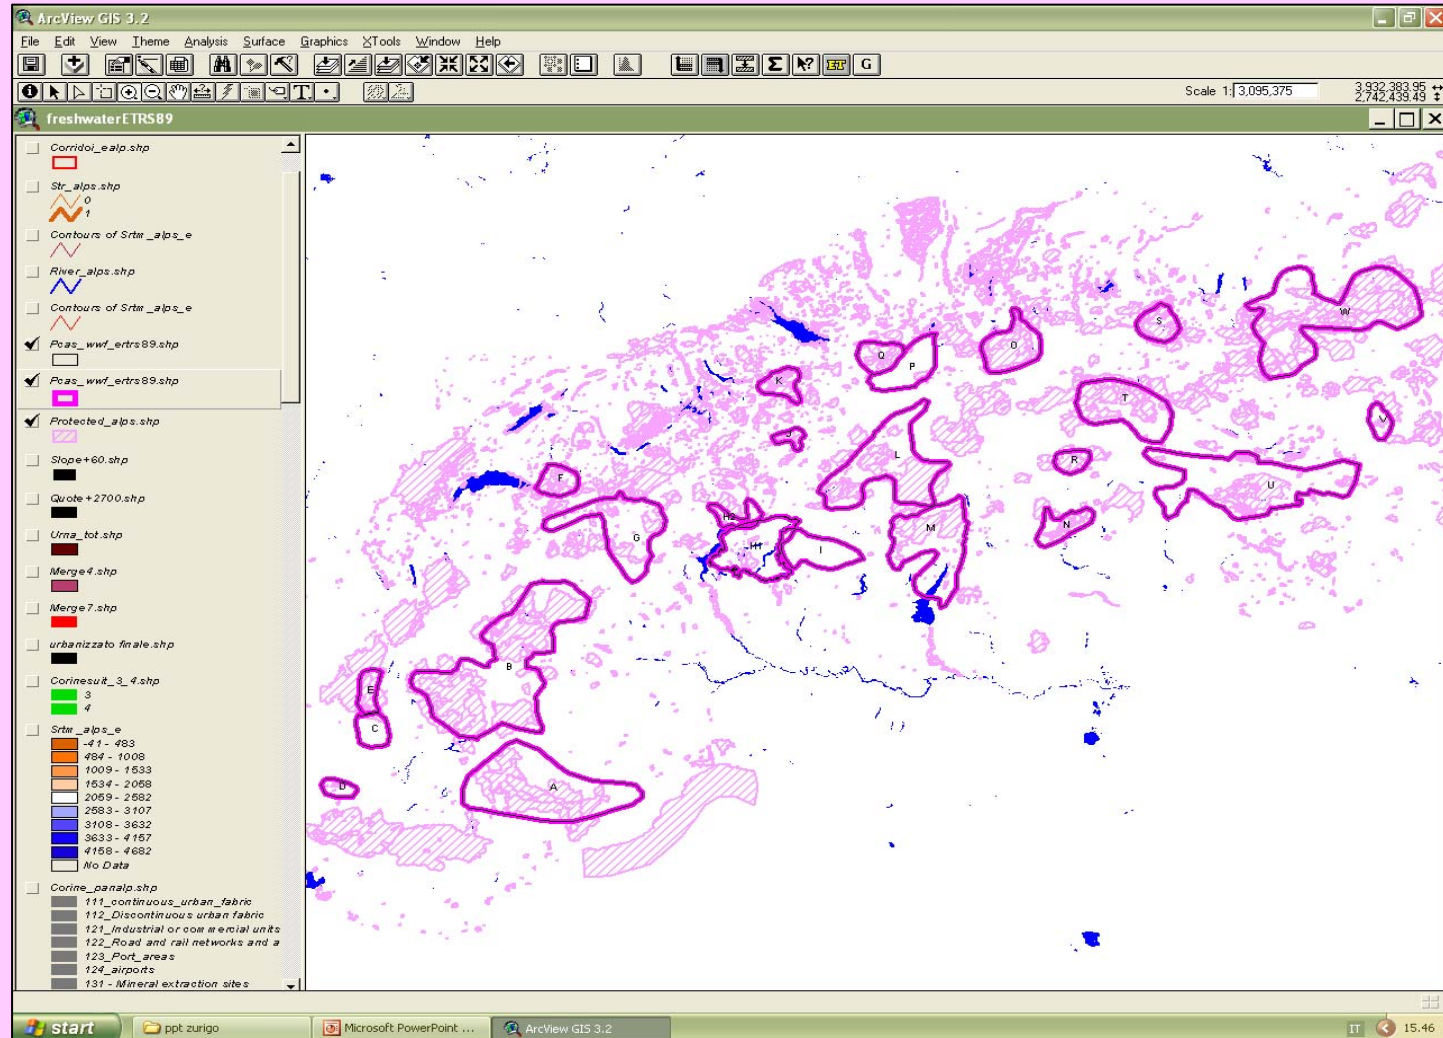 ArcView GIS 3.2
File Edit View Theme Analysis Surface Graphics XTools Window Help
ET G
T
Scale 1: 3,095,375
3,932,383.95
2,742,439.49
freshwaterETRS89
Corridoi_ealp.shp
Str_alps.shp
0
1
Contours of Srtm_alps_e
River_alps.shp
Contours of Srtm_alps_e
Pcas_wwf_ertrs89.shp
Pcas_wwf_ertrs89.shp
Protected_alps.shp
Slope+60.shp
Quote+2700.shp
Urna_tot.shp
Merge4.shp
Merge7.shp
urbanizzato finale.shp
Corinesuit_3_4.shp
3
4
Srtm_alps_e
-41 - 483
484 - 1008
1009 - 1533
1534 - 2058
2059 - 2582
2583 - 3107
3108 - 3632
3633 - 4157
4158 - 4682
No Data
Corine_panalp.shp
111_continuous_urban_fabric
112_Discontinuous urban fabric
121_Industrial or commercial units
122_Road and rail networks and a
123_Port_areas
124_airports
131 - Mineral extraction sites
W
S
O
Q
P
K
T
V
J
L
R
F
U
G
H2
M
N
H1
I
B
E
C
D
A
start
ppt zurigo
Microsoft PowerPoint ...
ArcView GIS 3.2
IT
15.46